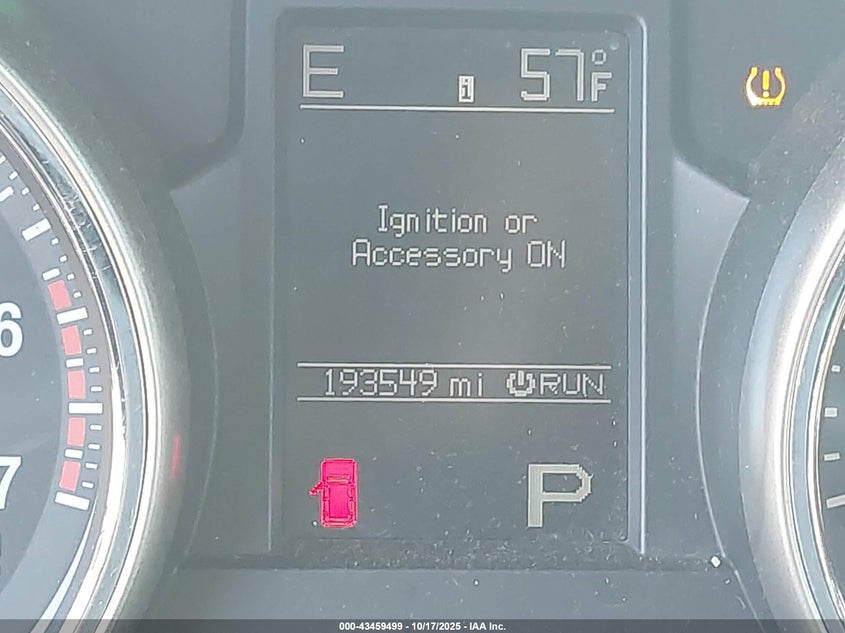 E i 57°F
Ignition or
Accessory ON
193549 mi RUN
P
6
7
000-43459499 - 10/17/2025 - IAA Inc.